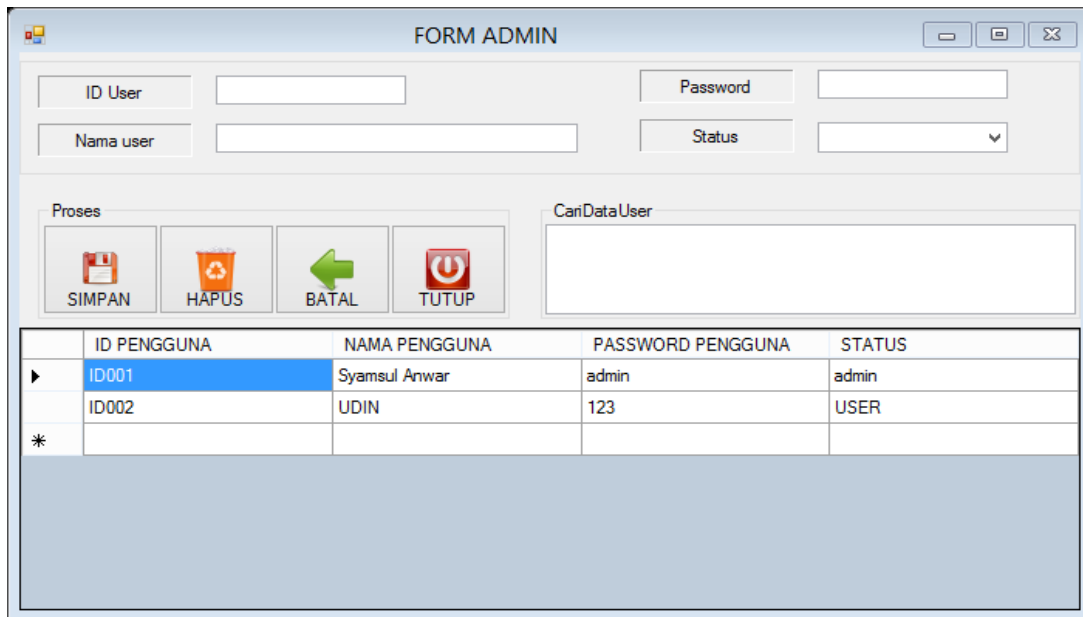 FORM ADMIN
ID User
Password
Nama user
Status
Proses
CariDataUser
SIMPAN HAPUS BATAL TUTUP
ID PENGGUNA NAMA PENGGUNA PASSWORD PENGGUNA STATUS
ID001 Syamsul Anwar admin admin
ID002 UDIN 123 USER